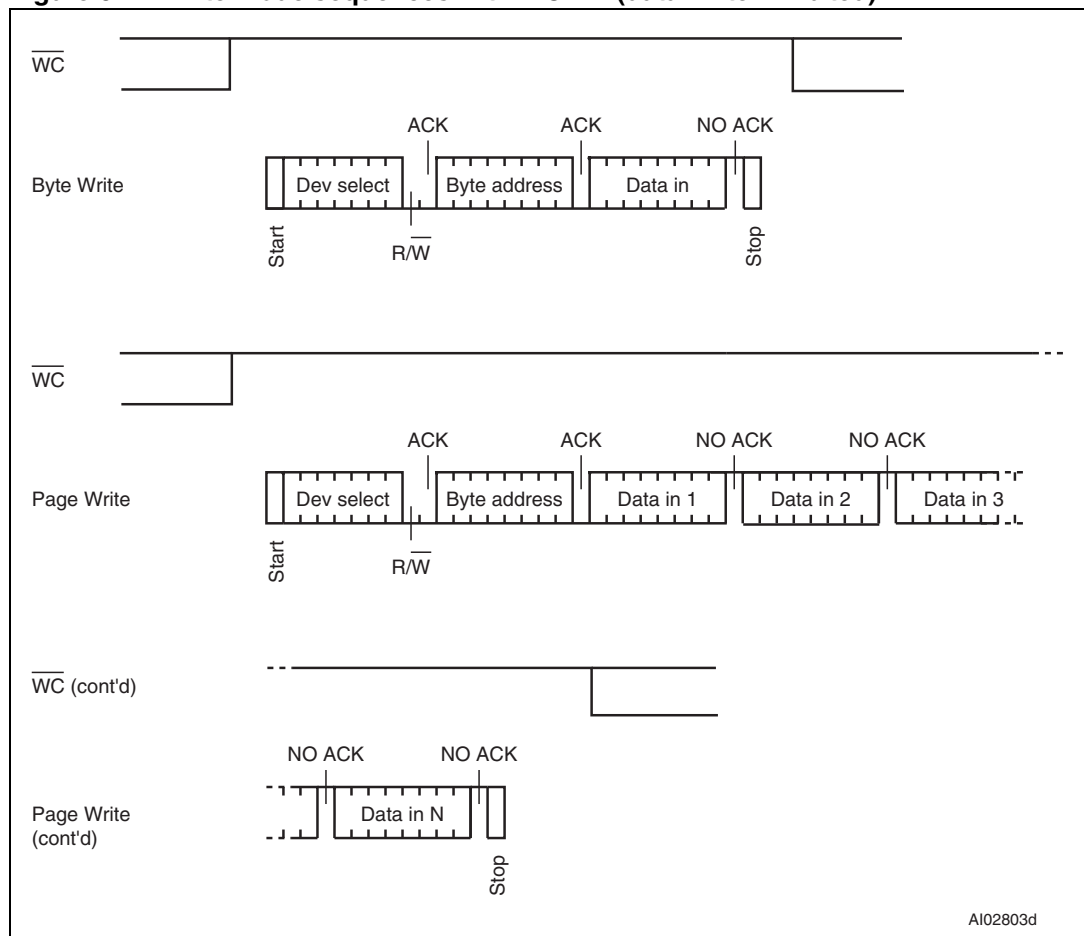 WC
ACK ACK NO ACK
Byte Write Dev select Byte address Data in
Start R/W Stop
WC
ACK ACK NO ACK NO ACK
Page Write Dev select Byte address Data in 1 Data in 2 Data in 3
Start R/W
WC (cont'd)
NO ACK NO ACK
Page Write Data in N
(cont'd)
Stop
AI02803d